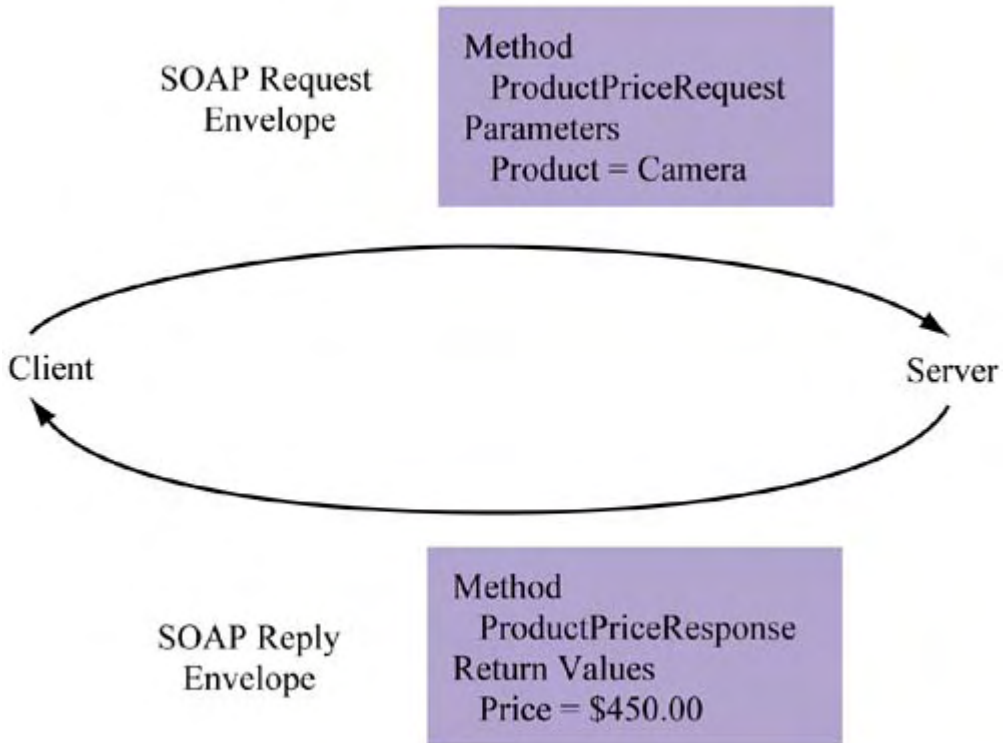 SOAP Request
Envelope
Method
ProductPriceRequest
Parameters
Product = Camera
Client
Server
SOAP Reply
Envelope
Method
ProductPriceResponse
Return Values
Price = $450.00